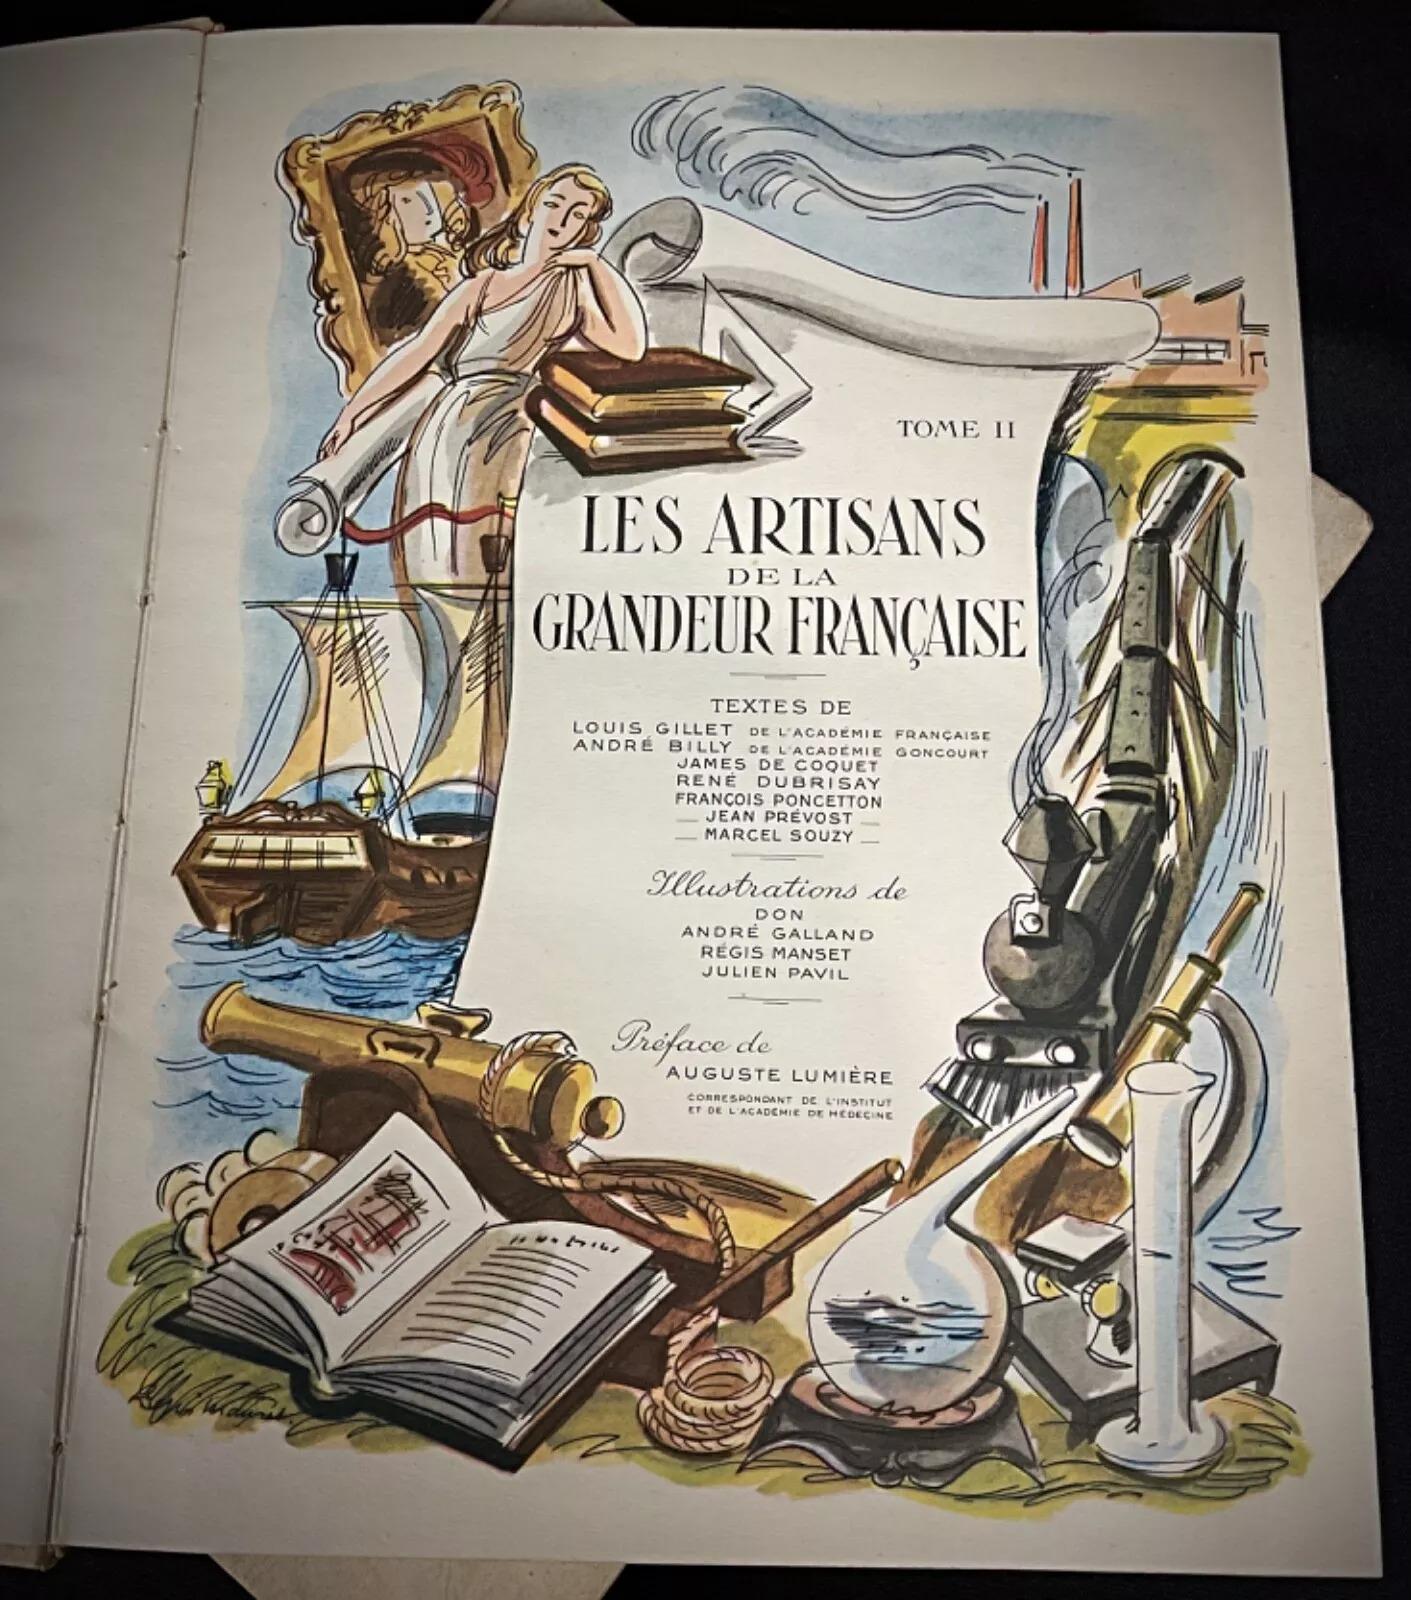 TOME II
LES ARTISANS
DE LA
GRANDEUR FRANÇAISE
TEXTES DE
LOUIS GILLET DE L'ACADÉMIE FRANÇAISE
ANDRÉ BILLY DE L'ACADÉMIE GONCOURT
JAMES DE COQUET
RENÉ DUBRISAY
FRANÇOIS PONCETTON
JEAN PRÉVOST
MARCEL SOUZY
Illustrations de
DON
ANDRÉ GALLAND
RÉGIS MANSET
JULIEN PAVIL
Préface de
AUGUSTE LUMIÈRE
CORRESPONDANT DE L'INSTITUT
ET DE L'ACADÉMIE DE MÉDECINE